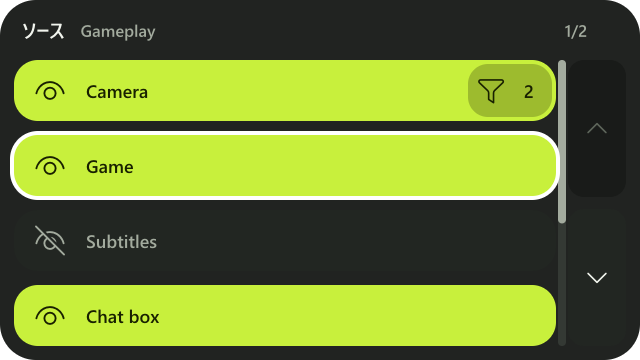 ソース Gameplay 1/2
Camera 2
Game
Subtitles
Chat box